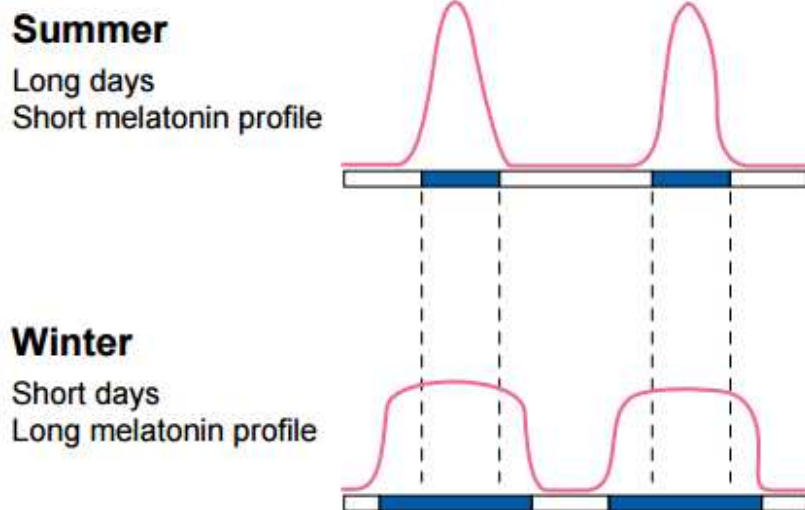 Summer
Long days
Short melatonin profile
Winter
Short days
Long melatonin profile